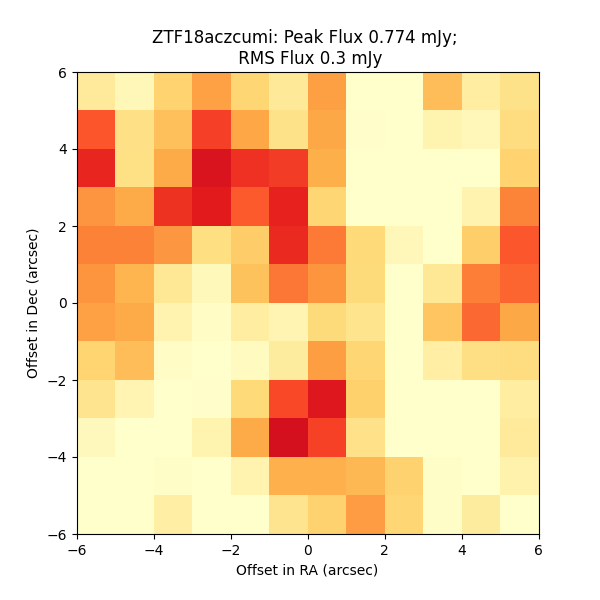 ZTF18aczcumi: Peak Flux 0.774 mJy;
RMS Flux 0.3 mJy
6
4
2
0
−2
−4
−6
Offset in Dec (arcsec)
−6 −4 −2 0 2 4 6
Offset in RA (arcsec)